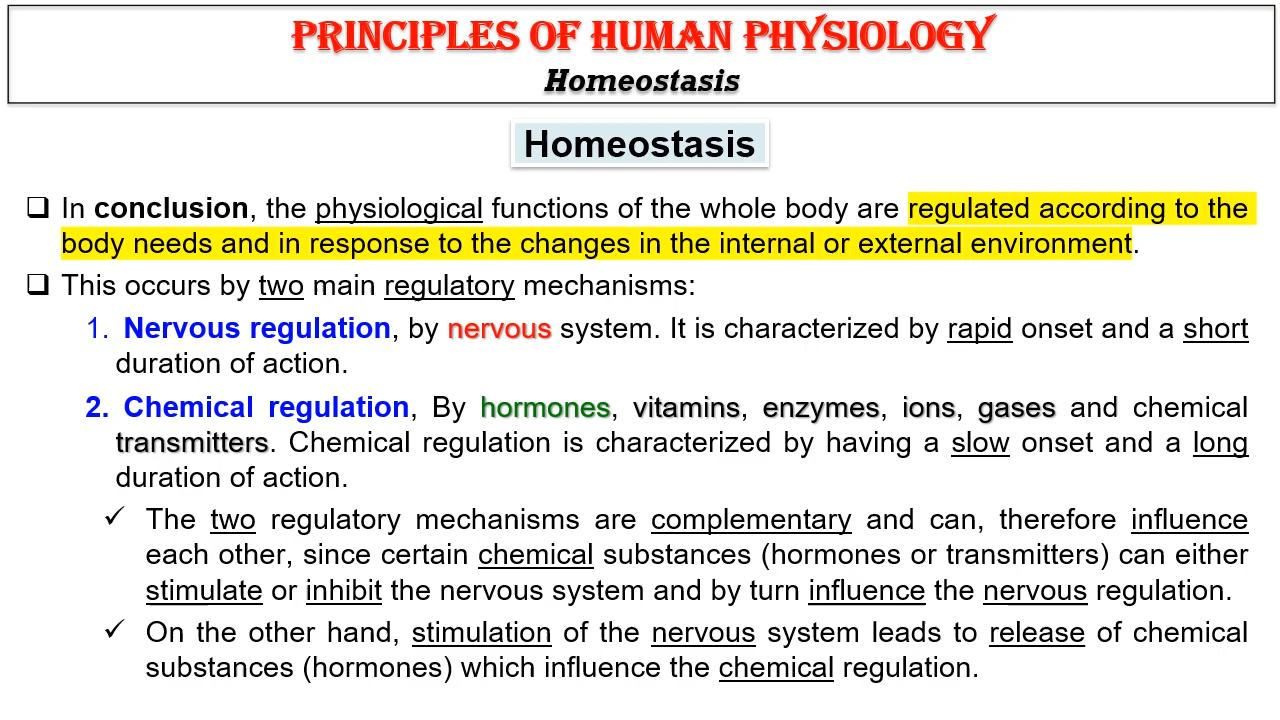 PRINCIPLES OF HUMAN PHYSIOLOGY
Homeostasis
Homeostasis
❑ In conclusion, the physiological functions of the whole body are regulated according to the
body needs and in response to the changes in the internal or external environment.
❑ This occurs by two main regulatory mechanisms:
1. Nervous regulation, by nervous system. It is characterized by rapid onset and a short
duration of action.
2. Chemical regulation, By hormones, vitamins, enzymes, ions, gases and chemical
transmitters. Chemical regulation is characterized by having a slow onset and a long
duration of action.
✓ The two regulatory mechanisms are complementary and can, therefore influence
each other, since certain chemical substances (hormones or transmitters) can either
stimulate or inhibit the nervous system and by turn influence the nervous regulation.
✓ On the other hand, stimulation of the nervous system leads to release of chemical
substances (hormones) which influence the chemical regulation.